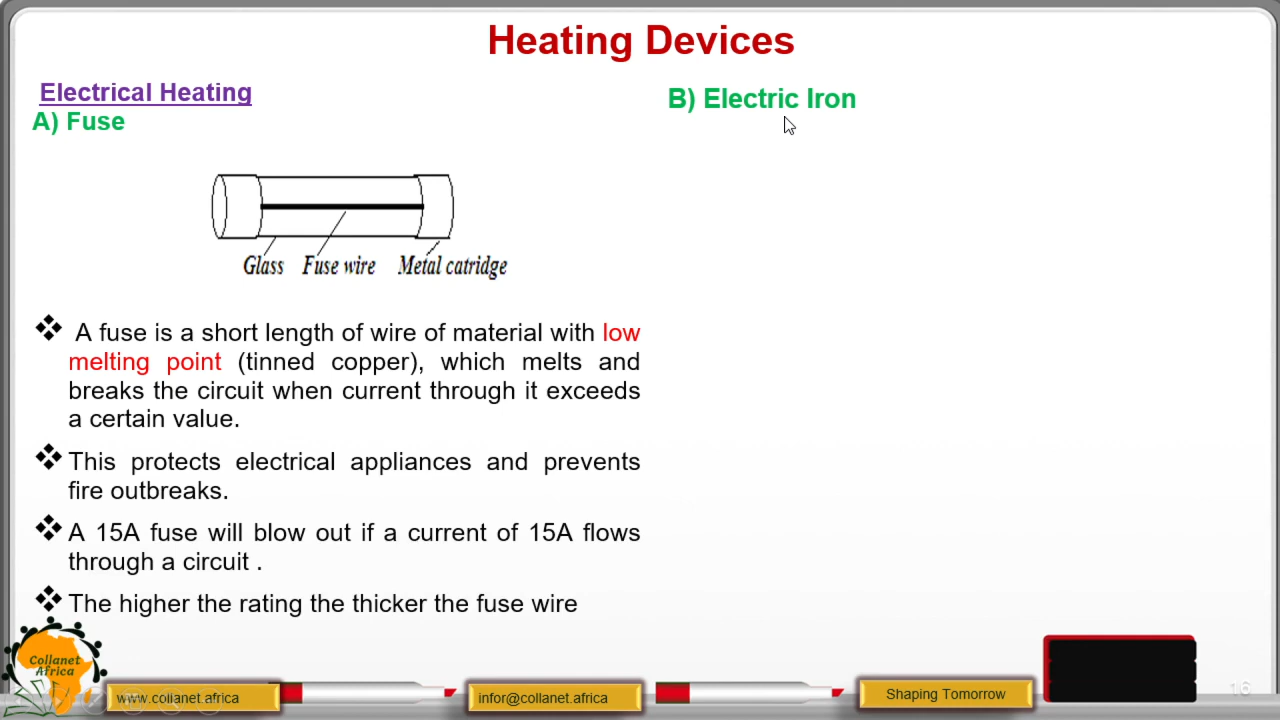 Heating Devices
Electrical Heating
A) Fuse
Glass Fuse wire Metal catridge
A fuse is a short length of wire of material with low
melting point (tinned copper), which melts and
breaks the circuit when current through it exceeds
a certain value.
This protects electrical appliances and prevents
fire outbreaks.
A 15A fuse will blow out if a current of 15A flows
through a circuit .
The higher the rating the thicker the fuse wire
B) Electric Iron
Collanet
Africa
www.collanet.africa
infor@collanet.africa
Shaping Tomorrow
16